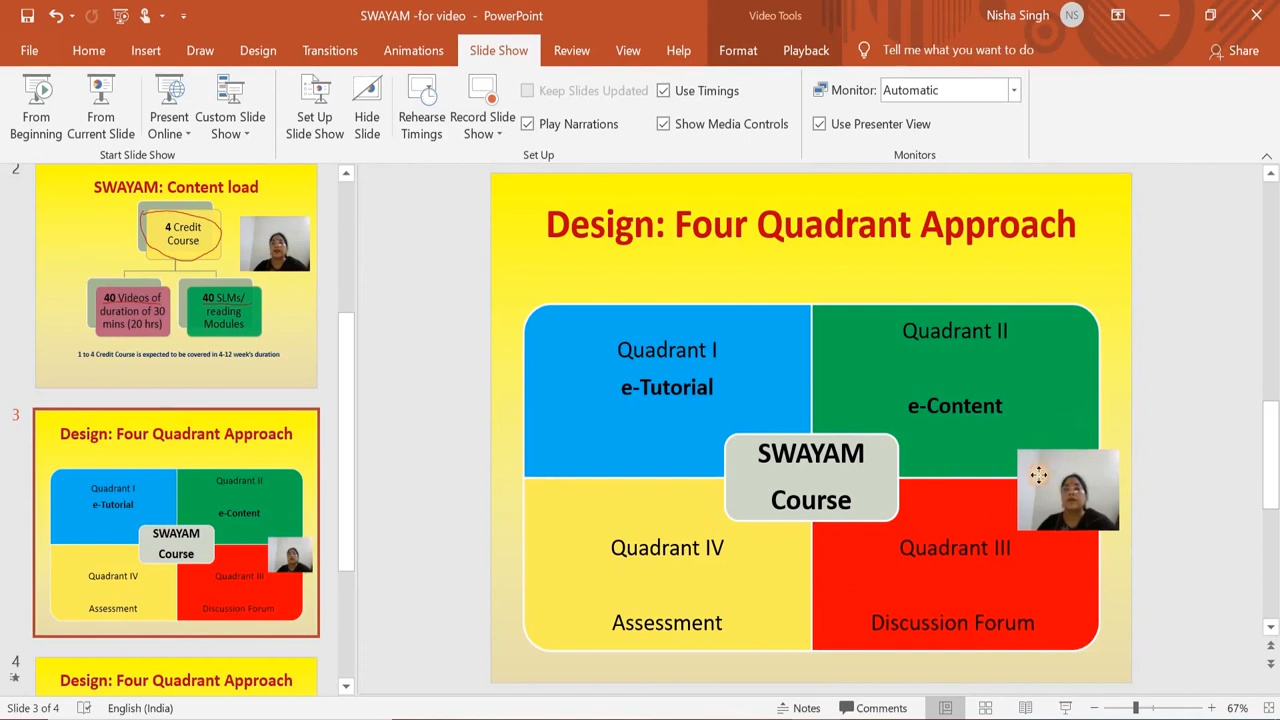 SWAYAM -for video - PowerPoint
Video Tools
Nisha Singh
NS
File
Home
Insert
Draw
Design
Transitions
Animations
Slide Show
Review
View
Help
Format
Playback
Tell me what you want to do
Share
From Beginning
From Current Slide
Present Online
Custom Slide Show
Start Slide Show
Set Up Slide Show
Hide Slide
Rehearse Timings
Record Slide Show
Keep Slides Updated
Use Timings
Play Narrations
Show Media Controls
Set Up
Monitor:
Automatic
Use Presenter View
Monitors
2
SWAYAM: Content load
4 Credit
Course
40 Videos of
duration of 30
mins (20 hrs)
40 SLMs/
reading
Modules
1 to 4 Credit Course is expected to be covered in 4-12 week's duration
3
Design: Four Quadrant Approach
Quadrant I
e-Tutorial
Quadrant II
e-Content
SWAYAM
Course
Quadrant IV
Assessment
Quadrant III
Discussion Forum
4
Design: Four Quadrant Approach
Design: Four Quadrant Approach
Quadrant I
e-Tutorial
Quadrant II
e-Content
SWAYAM
Course
Quadrant IV
Assessment
Quadrant III
Discussion Forum
Slide 3 of 4
English (India)
Notes
Comments
67%